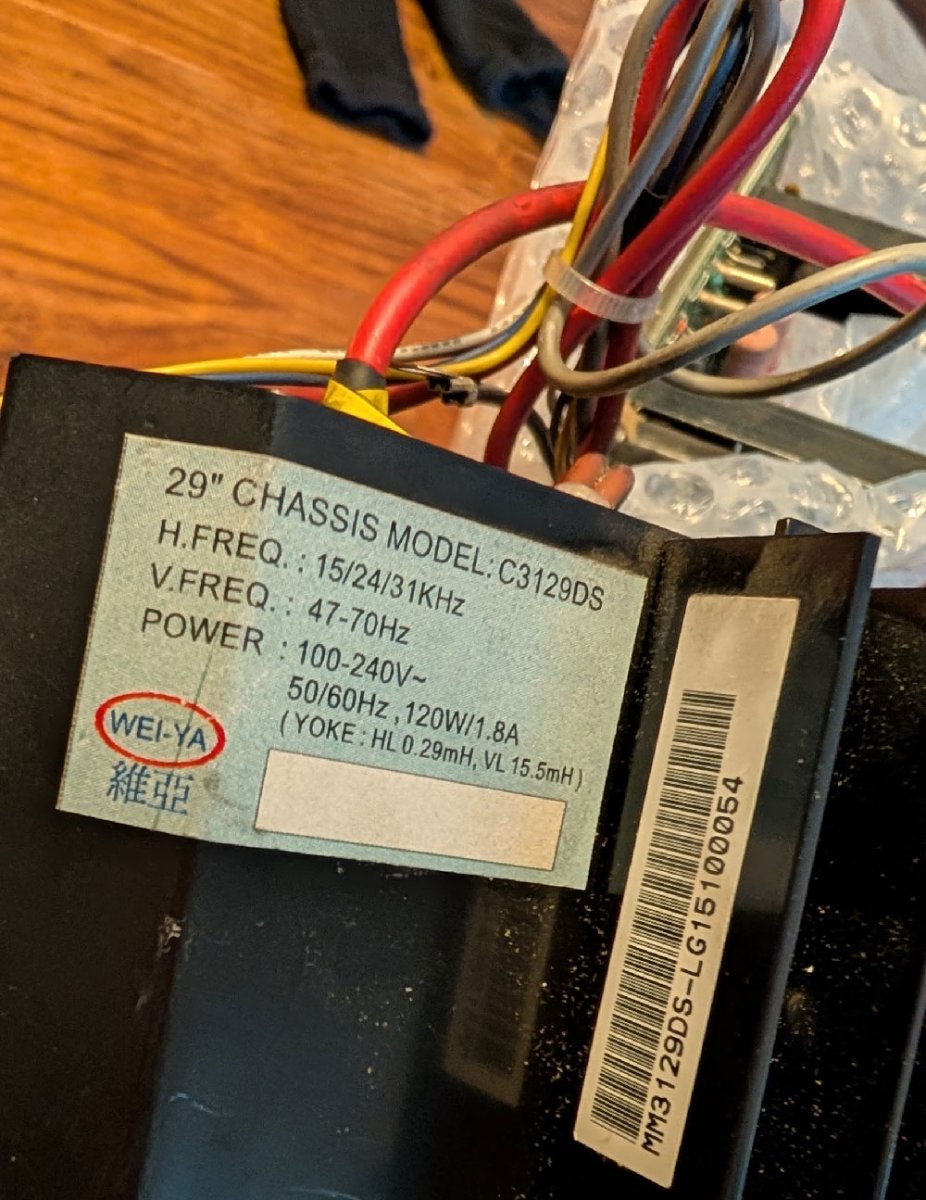 29" CHASSIS MODEL: C3129DS
H.FREQ. : 15/24/31KHz
V.FREQ. : 47-70Hz
POWER : 100-240V~
50/60Hz , 120W/1.8A
( YOKE : HL 0.29mH, VL 15.5mH )
WEI-YA
維亞
MM3129DS-LG15100054